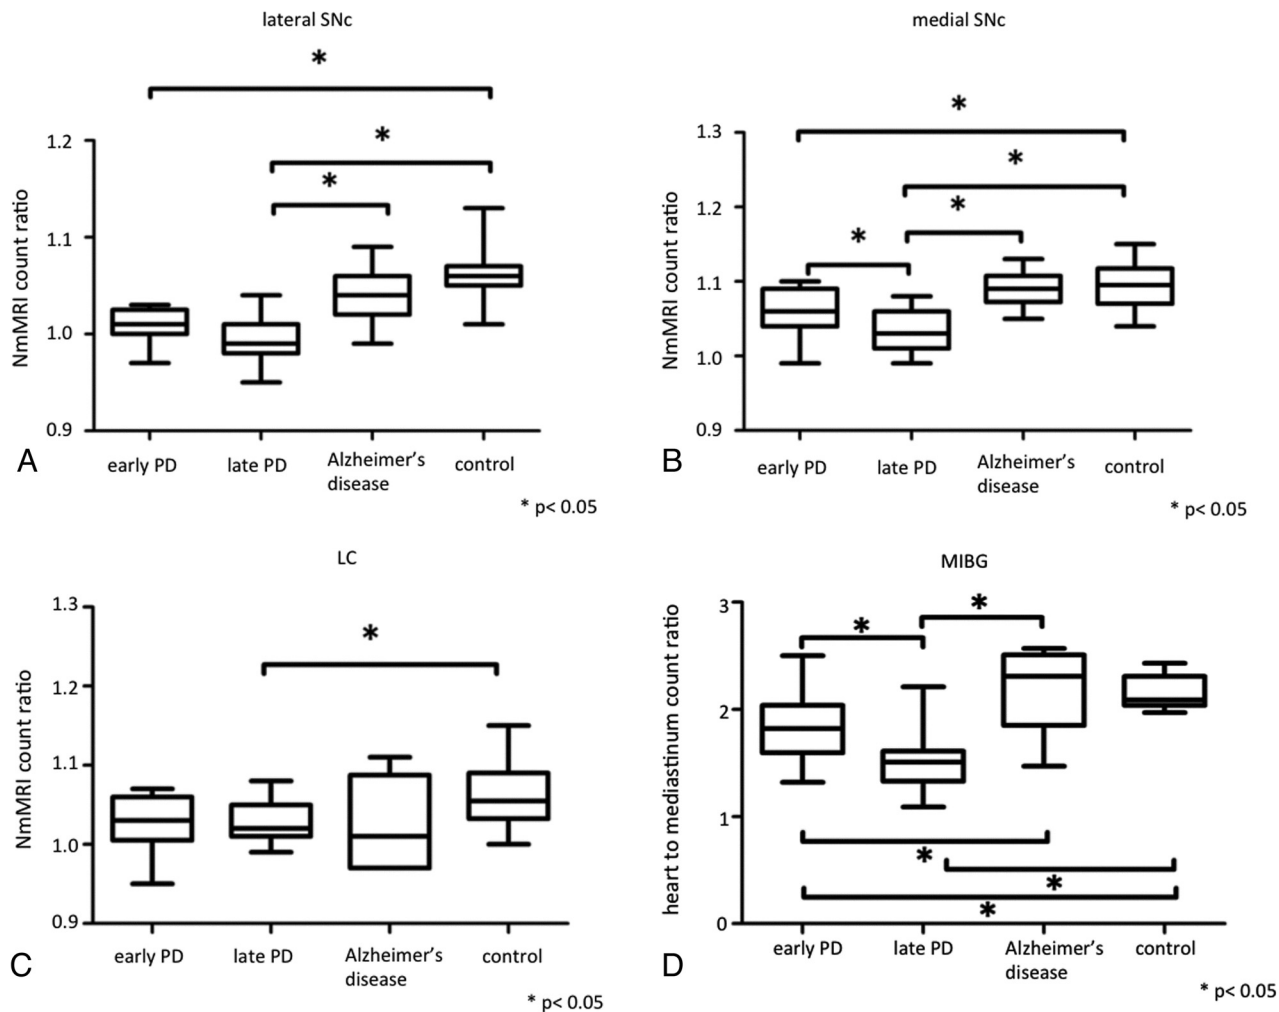 lateral SNc
*
*
*
NmMRI count ratio
1.2
1.1
1.0
0.9
early PD
late PD
Alzheimer's
disease
control
A
* p< 0.05
medial SNc
*
*
*
*
NmMRI count ratio
1.3
1.2
1.1
1.0
0.9
early PD
late PD
Alzheimer's
disease
control
B
* p< 0.05
LC
*
NmMRI count ratio
1.3
1.2
1.1
1.0
0.9
early PD
late PD
Alzheimer's
disease
control
C
* p< 0.05
MIBG
*
*
heart to mediastinum count ratio
3
2
1
0
*
*
*
early PD
late PD
Alzheimer's
disease
control
D
* p< 0.05